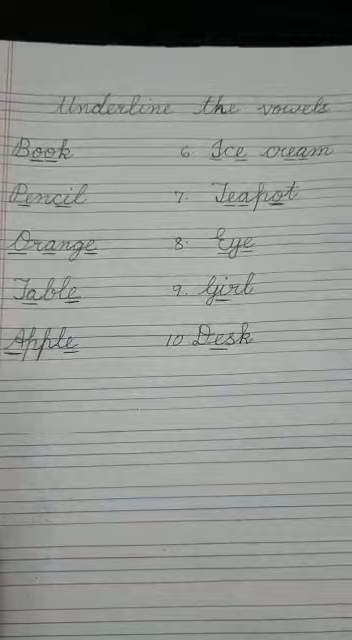 Underline the vowels
Book 6. Ice cream
Pencil 7. Teapot
Orange 8. Eye
Table 9. Girl
Apple 10 Desk